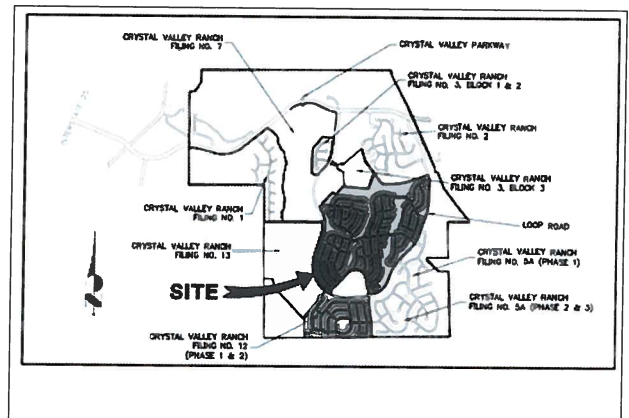 CRYSTAL VALLEY RANCH
FILING NO. 7
CRYSTAL VALLEY PARKWAY
CRYSTAL VALLEY RANCH
FILING NO. 3, BLOCK 1 & 2
CRYSTAL VALLEY RANCH
FILING NO. 2
CRYSTAL VALLEY RANCH
FILING NO. 3, BLOCK 3
CRYSTAL VALLEY RANCH
FILING NO. 1
LOOP ROAD
CRYSTAL VALLEY RANCH
FILING NO. 13
CRYSTAL VALLEY RANCH
FILING NO. 5A (PHASE 1)
SITE
CRYSTAL VALLEY RANCH
FILING NO. 5A (PHASE 2 & 3)
CRYSTAL VALLEY RANCH
FILING NO. 12
(PHASE 1 & 2)
INTERSTATE 25